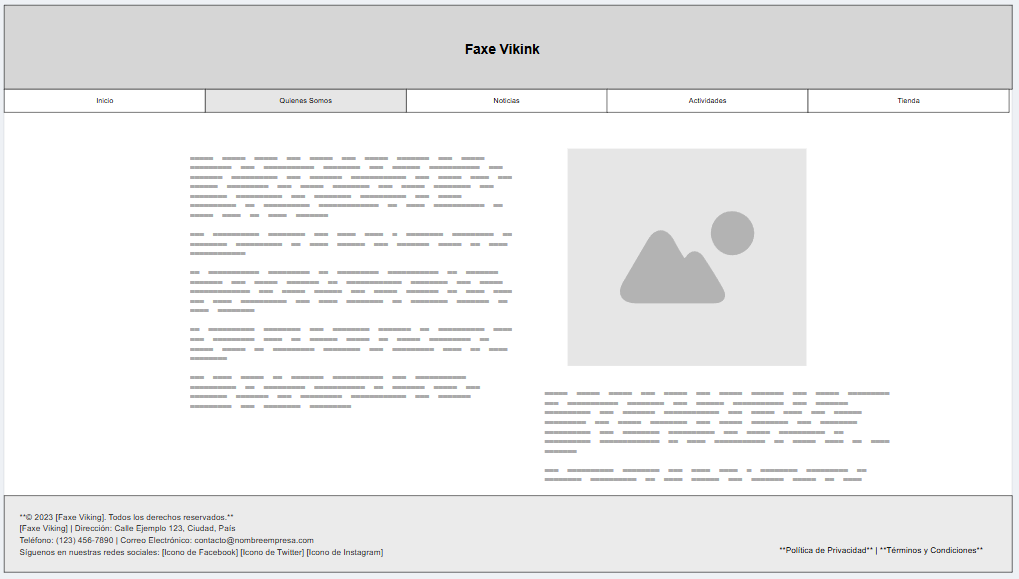 Faxe Vikink
Inicio
Quienes Somos
Noticias
Actividades
Tienda
**© 2023 [Faxe Viking]. Todos los derechos reservados.**
[Faxe Viking] | Dirección: Calle Ejemplo 123, Ciudad, País
Teléfono: (123) 456-7890 | Correo Electrónico: contacto@nombreempresa.com
Síguenos en nuestras redes sociales: [Icono de Facebook] [Icono de Twitter] [Icono de Instagram]
**Política de Privacidad** | **Términos y Condiciones**